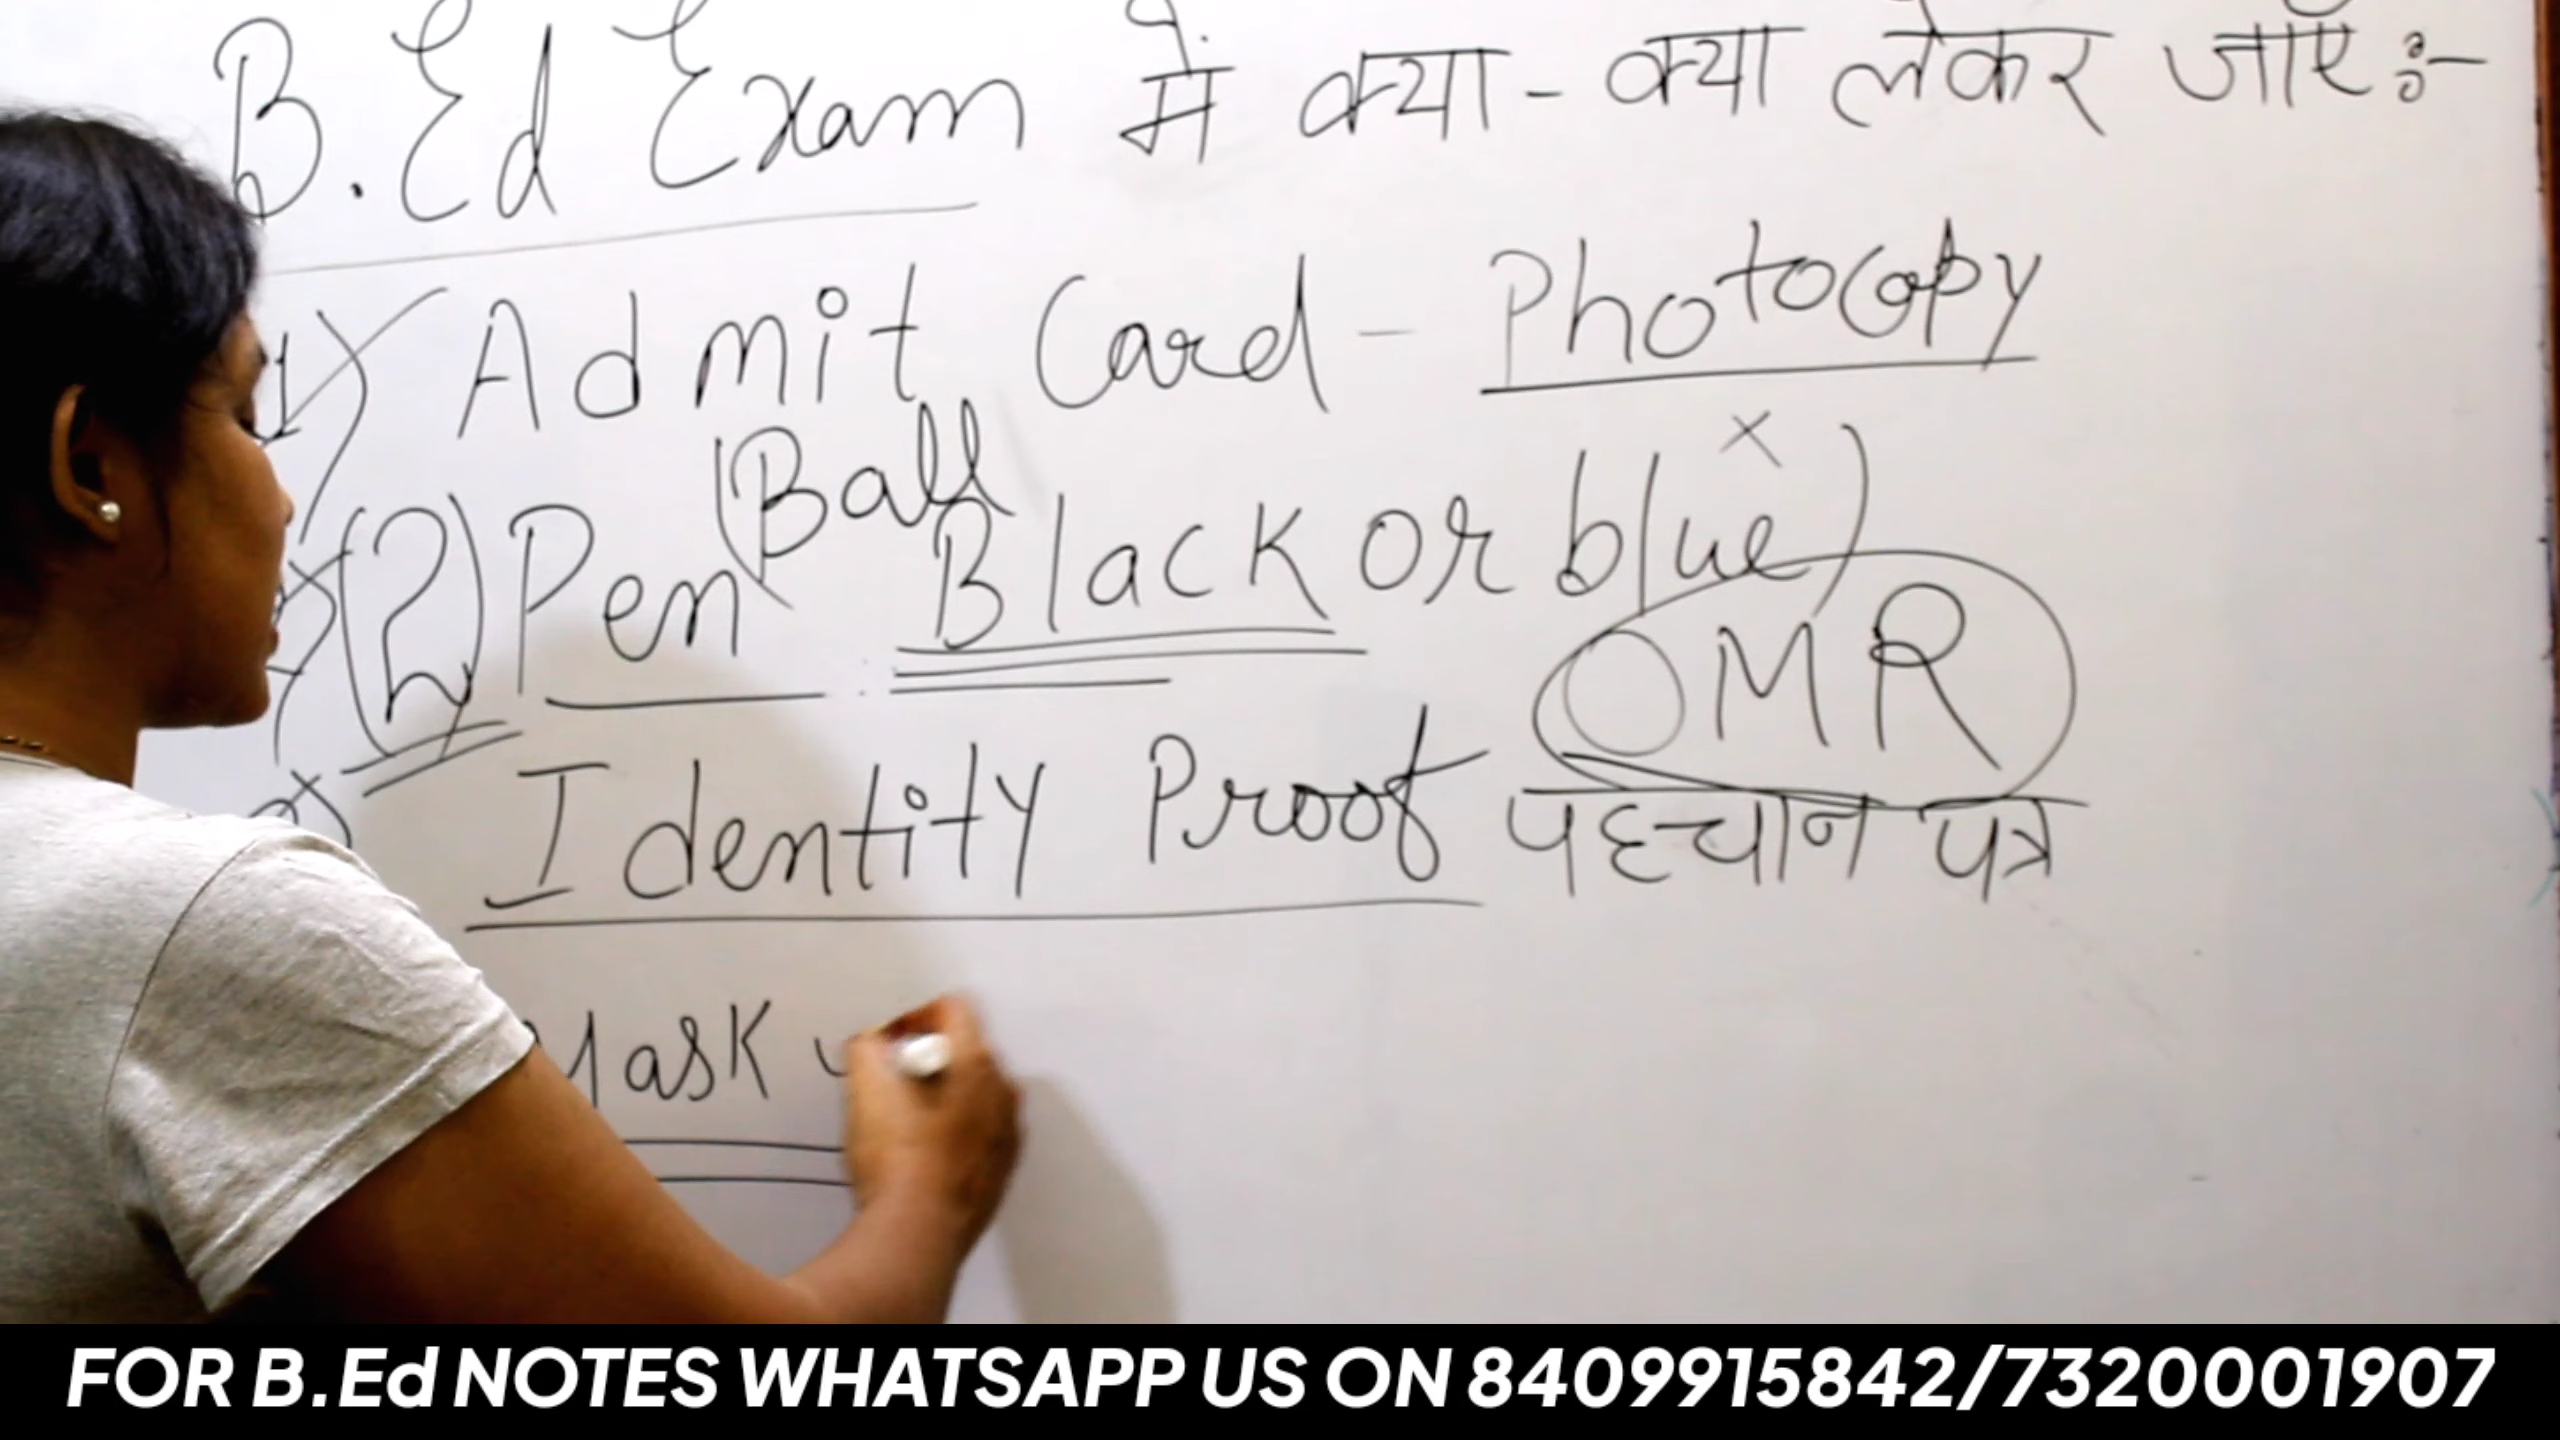 B.Ed Exam में क्या - क्या लेकर जाएँ :-
1) Admit Card - Photocopy
(2) Pen (Ball Black or blue) ×
OMR
Identity Proof पहचान पत्र
Mask
FOR B.Ed NOTES WHATSAPP US ON 8409915842/7320001907